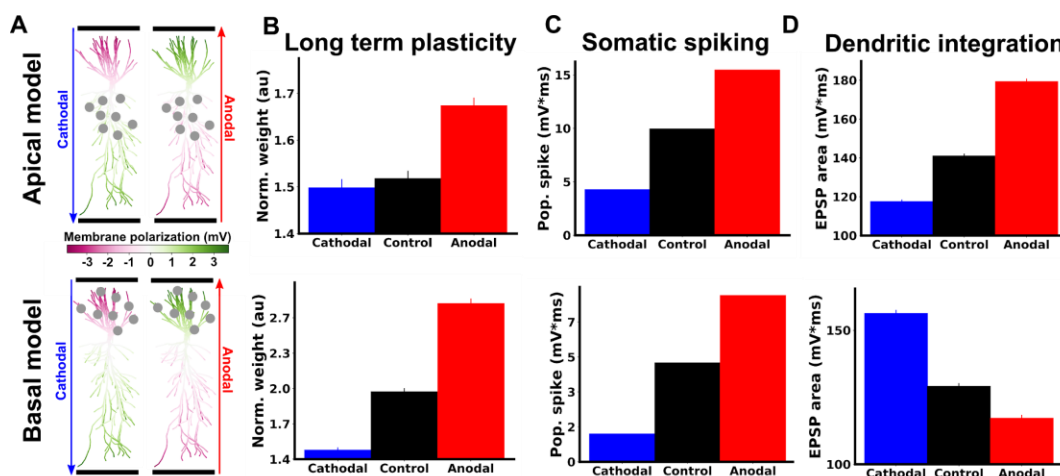 A
B
Long term plasticity
C
Somatic spiking
D
Dendritic integration
Apical model
Cathodal
Anodal
Membrane polarization (mV)
-3 -2 -1 0 1 2 3
Norm. weight (au)
1.7
1.6
1.5
1.4
Cathodal Control Anodal
Pop. spike (mV*ms)
15
10
5
0
Cathodal Control Anodal
EPSP area (mV*ms)
180
160
140
120
100
Cathodal Control Anodal
Basal model
Cathodal
Anodal
Norm. weight (au)
2.7
2.3
2.0
1.7
1.4
Cathodal Control Anodal
Pop. spike (mV*ms)
7
5
3
2
0
Cathodal Control Anodal
EPSP area (mV*ms)
150
100
Cathodal Control Anodal